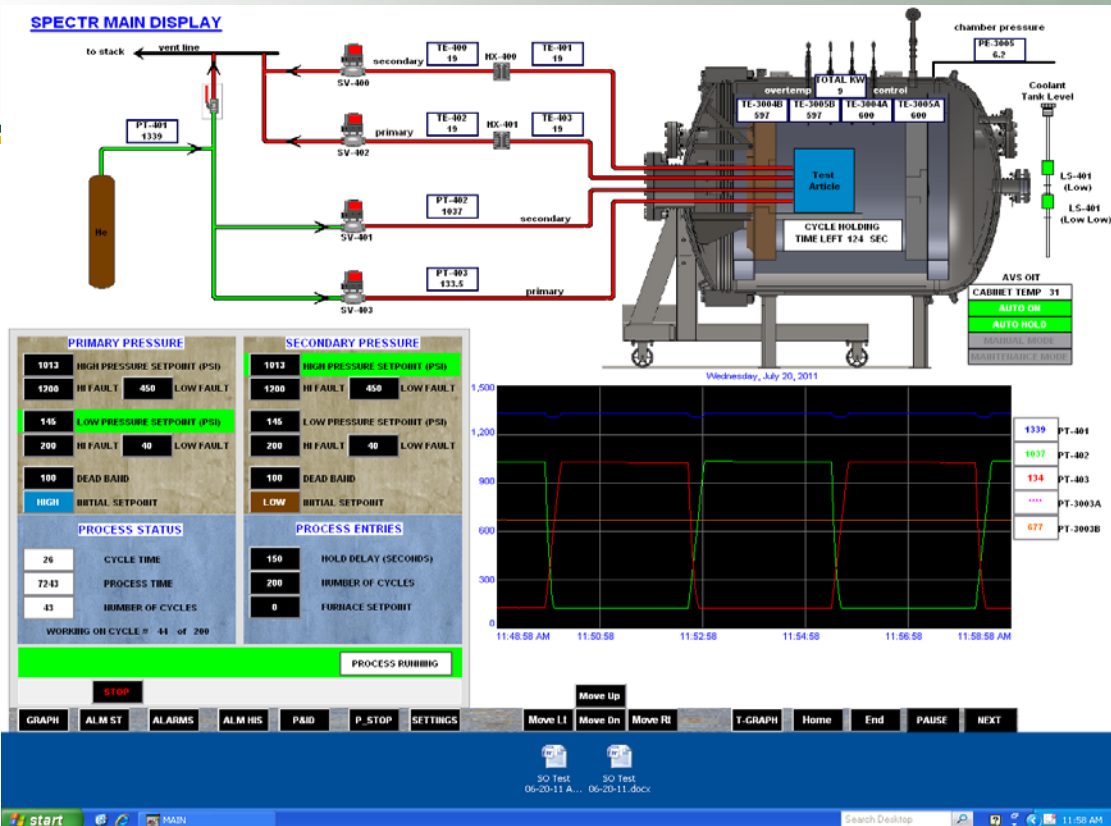 SPECTR MAIN DISPLAY
to stack
vent line
secondary
TE-400
19
HX-400
TE-401
19
SV-400
chamber pressure
PE-3005
6.2
TOTAL KW
9
overtemp
control
TE-3004B
597
TE-3005B
597
TE-3004A
600
TE-3005A
600
Coolant
Tank Level
PT-401
1339
primary
TE-402
19
HX-401
TE-403
19
SV-402
LS-401
(Low)
LS-401
(Low Low)
Test
Article
He
PT-402
1037
secondary
SV-401
CYCLE HOLDING
TIME LEFT 124 SEC
PT-403
133.5
primary
SV-403
AVS OIT
CABINET TEMP 31
AUTO ON
AUTO HOLD
MANUAL MODE
MAINTENANCE MODE
PRIMARY PRESSURE
1013 HIGH PRESSURE SETPOINT (PSI)
1200 HI FAULT 450 LOW FAULT
145 LOW PRESSURE SETPOINT (PSI)
200 HI FAULT 40 LOW FAULT
100 DEAD BAND
HIGH INITIAL SETPOINT
SECONDARY PRESSURE
1013 HIGH PRESSURE SETPOINT (PSI)
1200 HI FAULT 450 LOW FAULT
145 LOW PRESSURE SETPOINT (PSI)
200 HI FAULT 40 LOW FAULT
100 DEAD BAND
LOW INITIAL SETPOINT
PROCESS STATUS
26 CYCLE TIME
7243 PROCESS TIME
43 NUMBER OF CYCLES
WORKING ON CYCLE # 44 of 200
PROCESS ENTRIES
150 HOLD DELAY (SECONDS)
200 NUMBER OF CYCLES
0 FURNACE SETPOINT
PROCESS RUNNING
STOP
Wednesday, July 20, 2011
1,500
1,200
900
600
300
0
11:48:58 AM 11:50:58 11:52:58 11:54:58 11:56:58 11:58:58 AM
1339 PT-401
1037 PT-402
134 PT-403
**** PT-3003A
677 PT-3003B
Move Up
GRAPH ALM ST ALARMS ALM HIS P&ID P_STOP SETTINGS Move Lt Move Dn Move Rt T-GRAPH Home End PAUSE NEXT
SO Test
06-20-11 A...
SO Test
06-20-11.docx
start MAIN Search Desktop 11:58 AM